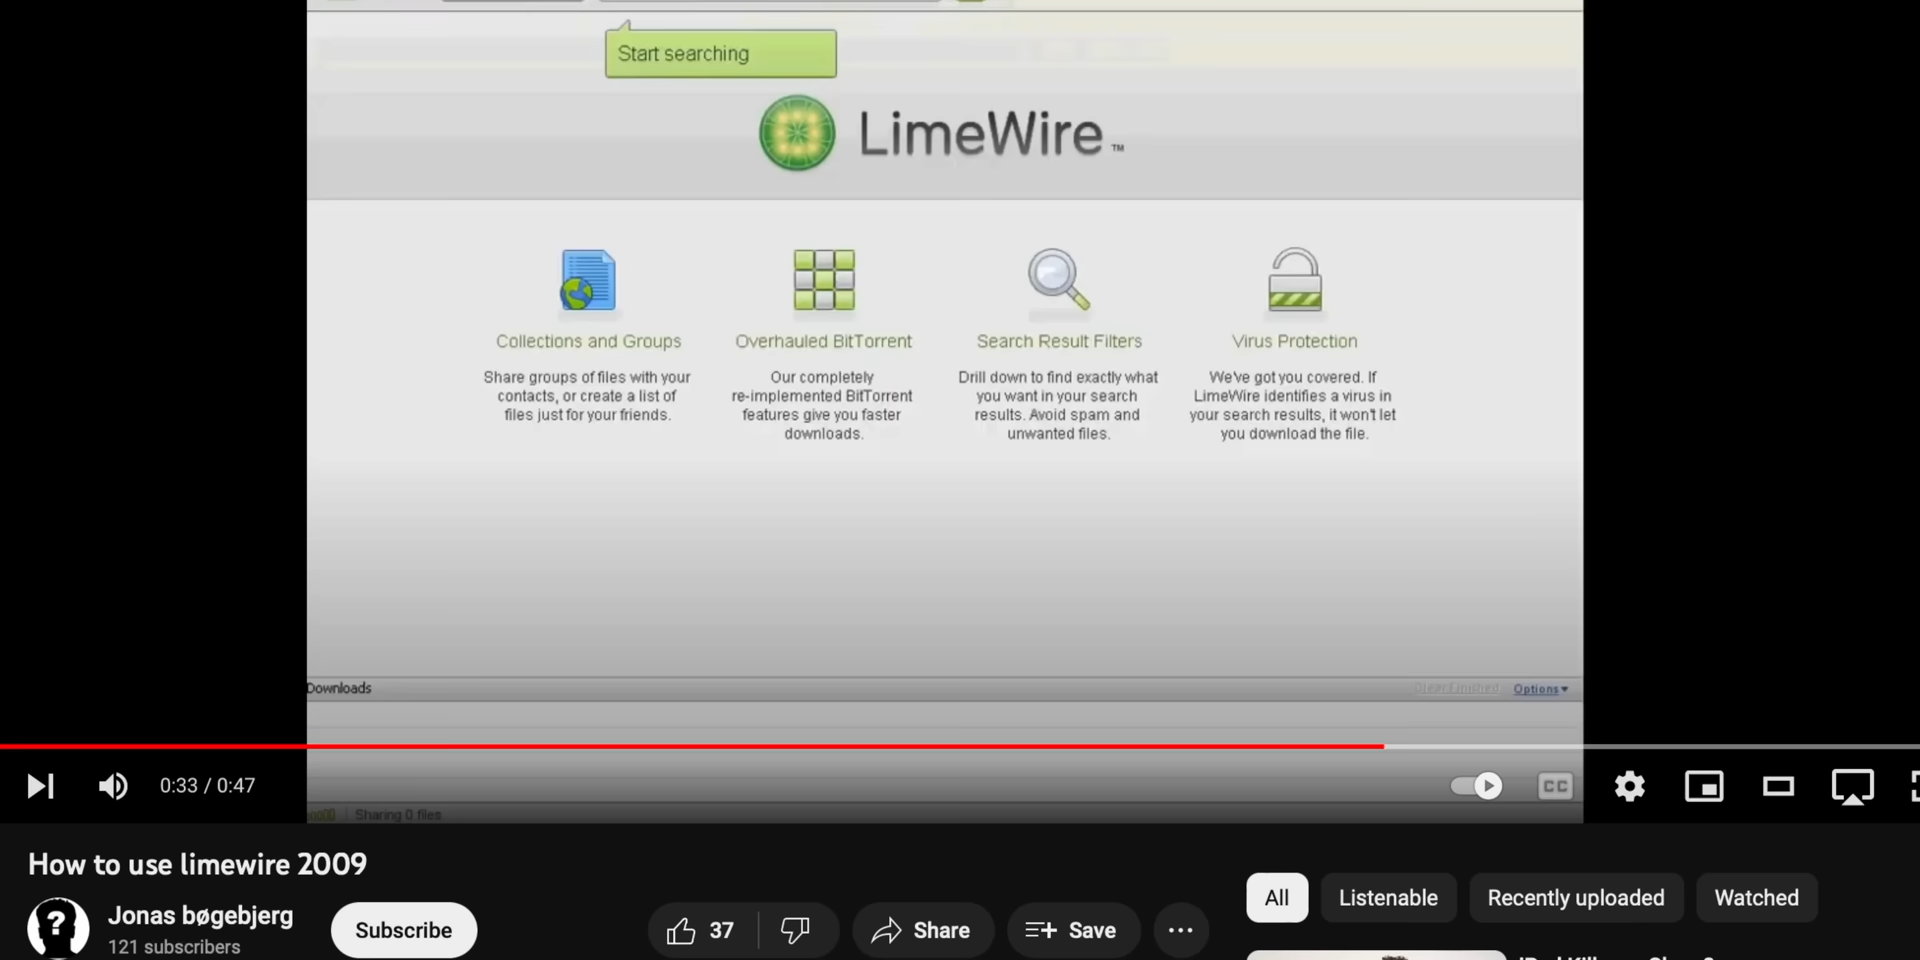 Start searching
LimeWire™
Collections and Groups
Share groups of files with your
contacts, or create a list of
files just for your friends.
Overhauled BitTorrent
Our completely
re-implemented BitTorrent
features give you faster
downloads.
Search Result Filters
Drill down to find exactly what
you want in your search
results. Avoid spam and
unwanted files.
Virus Protection
We've got you covered. If
LimeWire identifies a virus in
your search results, it won't let
you download the file.
Downloads
Clear Finished
Options
0:33 / 0:47
CC
Sharing 0 files
How to use limewire 2009
Jonas bøgebjerg
121 subscribers
Subscribe
37
Share
Save
All
Listenable
Recently uploaded
Watched